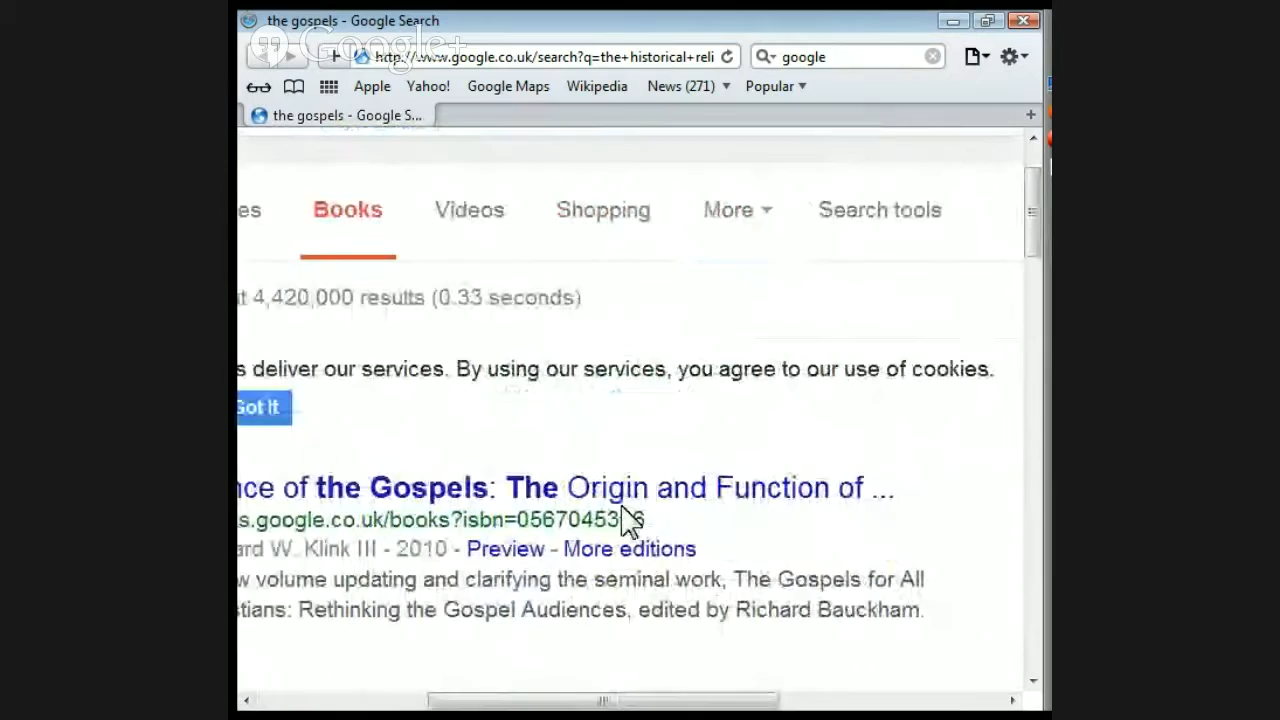 the gospels - Google Search
Google+
http://www.google.co.uk/search?q=the+historical+reli
google
Apple Yahoo! Google Maps Wikipedia News (271) Popular
the gospels - Google S...
es Books Videos Shopping More Search tools
t 4,420,000 results (0.33 seconds)
s deliver our services. By using our services, you agree to our use of cookies.
Got it
nce of the Gospels: The Origin and Function of ...
s.google.co.uk/books?isbn=05670453 6
ard W. Klink III - 2010 - Preview - More editions
w volume updating and clarifying the seminal work, The Gospels for All
stians: Rethinking the Gospel Audiences, edited by Richard Bauckham.